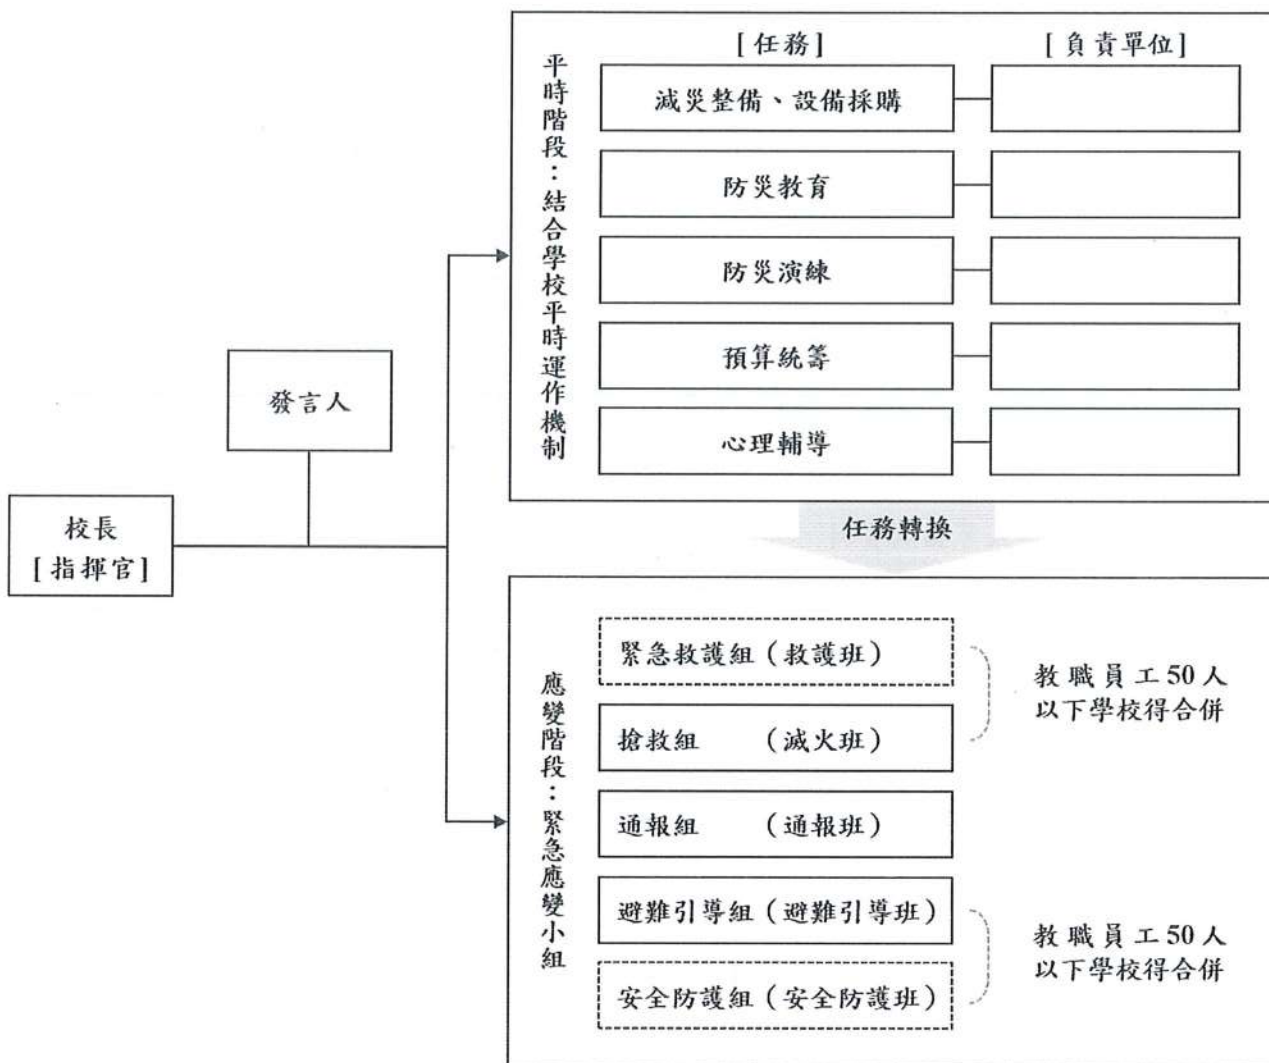 [任務]
[負責單位]
平時階段：結合學校平時運作機制
減災整備、設備採購
防災教育
防災演練
預算統籌
心理輔導
發言人
校長
[指揮官]
任務轉換
應變階段：緊急應變小組
緊急救護組（救護班）
搶救組 （滅火班）
通報組 （通報班）
避難引導組（避難引導班）
安全防護組（安全防護班）
教職員工50人
以下學校得合併
教職員工50人
以下學校得合併